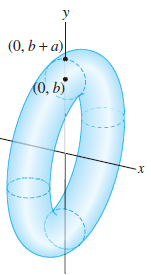 y
(0, b + a)
(0, b)
x